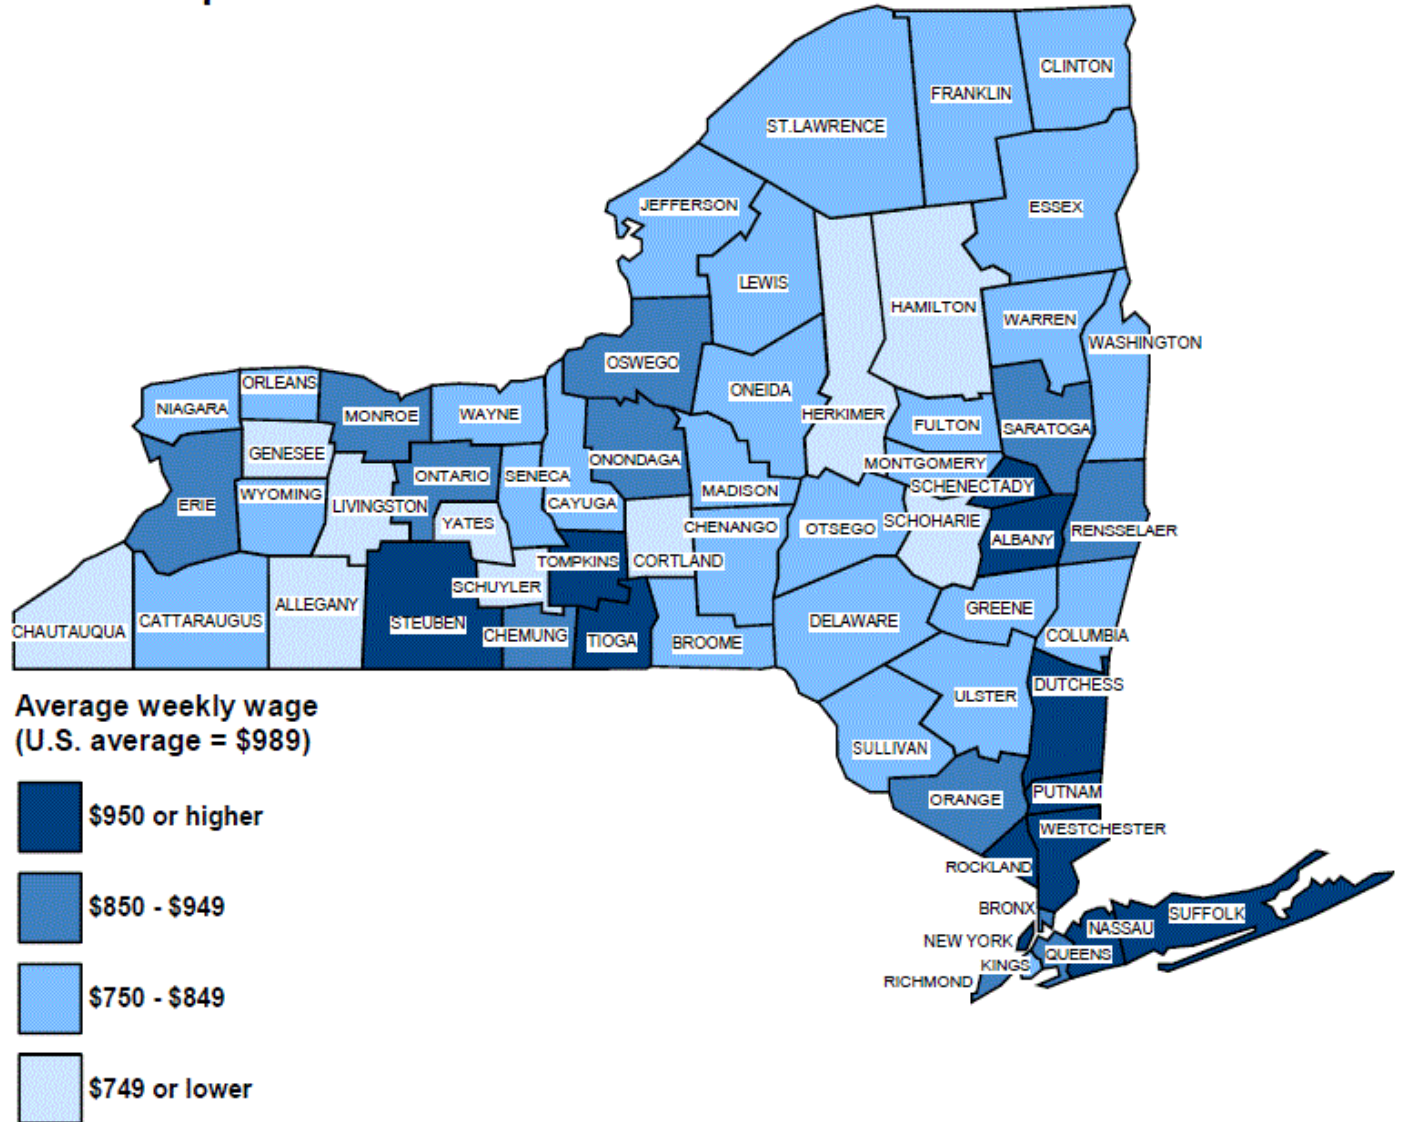 CLINTON
FRANKLIN
ST.LAWRENCE
JEFFERSON
ESSEX
LEWIS
HAMILTON
WARREN
WASHINGTON
OSWEGO
ORLEANS
ONEIDA
NIAGARA
MONROE
WAYNE
HERKIMER
FULTON
SARATOGA
GENESEE
ONONDAGA
MONTGOMERY
ONTARIO
SENECA
SCHENECTADY
WYOMING
MADISON
ERIE
LIVINGSTON
CAYUGA
YATES
CHENANGO
OTSEGO
SCHOHARIE
RENSSELAER
ALBANY
TOMPKINS
CORTLAND
SCHUYLER
ALLEGANY
GREENE
CATTARAUGUS
STEUBEN
DELAWARE
CHAUTAUQUA
CHEMUNG
TIOGA
BROOME
COLUMBIA
DUTCHESS
ULSTER
SULLIVAN
PUTNAM
ORANGE
WESTCHESTER
ROCKLAND
BRONX
SUFFOLK
NASSAU
NEW YORK
QUEENS
KINGS
RICHMOND
Average weekly wage
(U.S. average = $989)
$950 or higher
$850 - $949
$750 - $849
$749 or lower